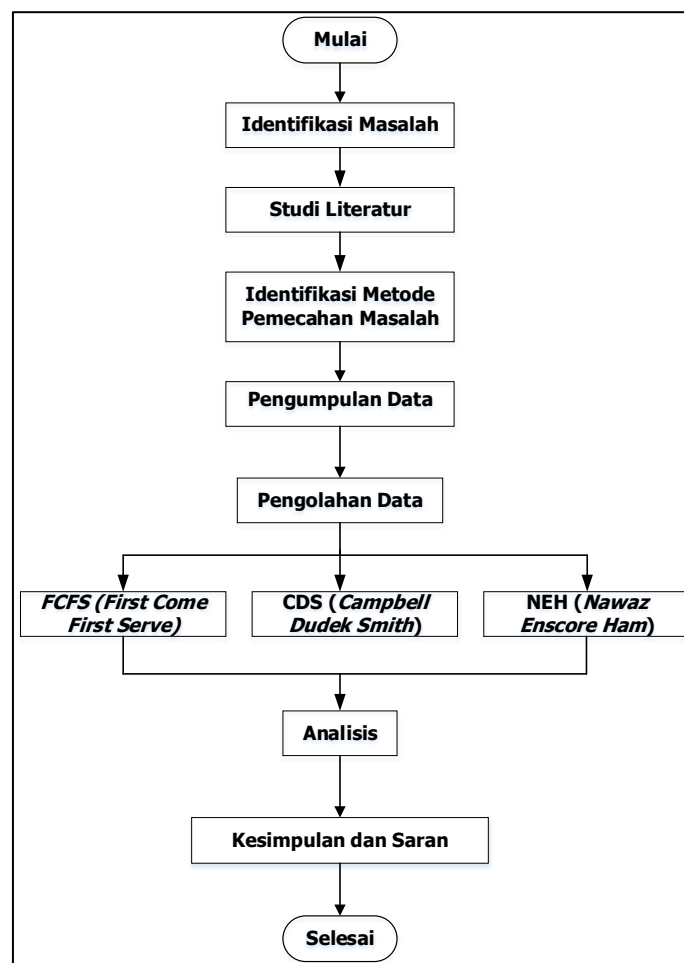 Mulai
Identifikasi Masalah
Studi Literatur
Identifikasi Metode
Pemecahan Masalah
Pengumpulan Data
Pengolahan Data
FCFS (First Come
First Serve)
CDS (Campbell
Dudek Smith)
NEH (Nawaz
Enscore Ham)
Analisis
Kesimpulan dan Saran
Selesai